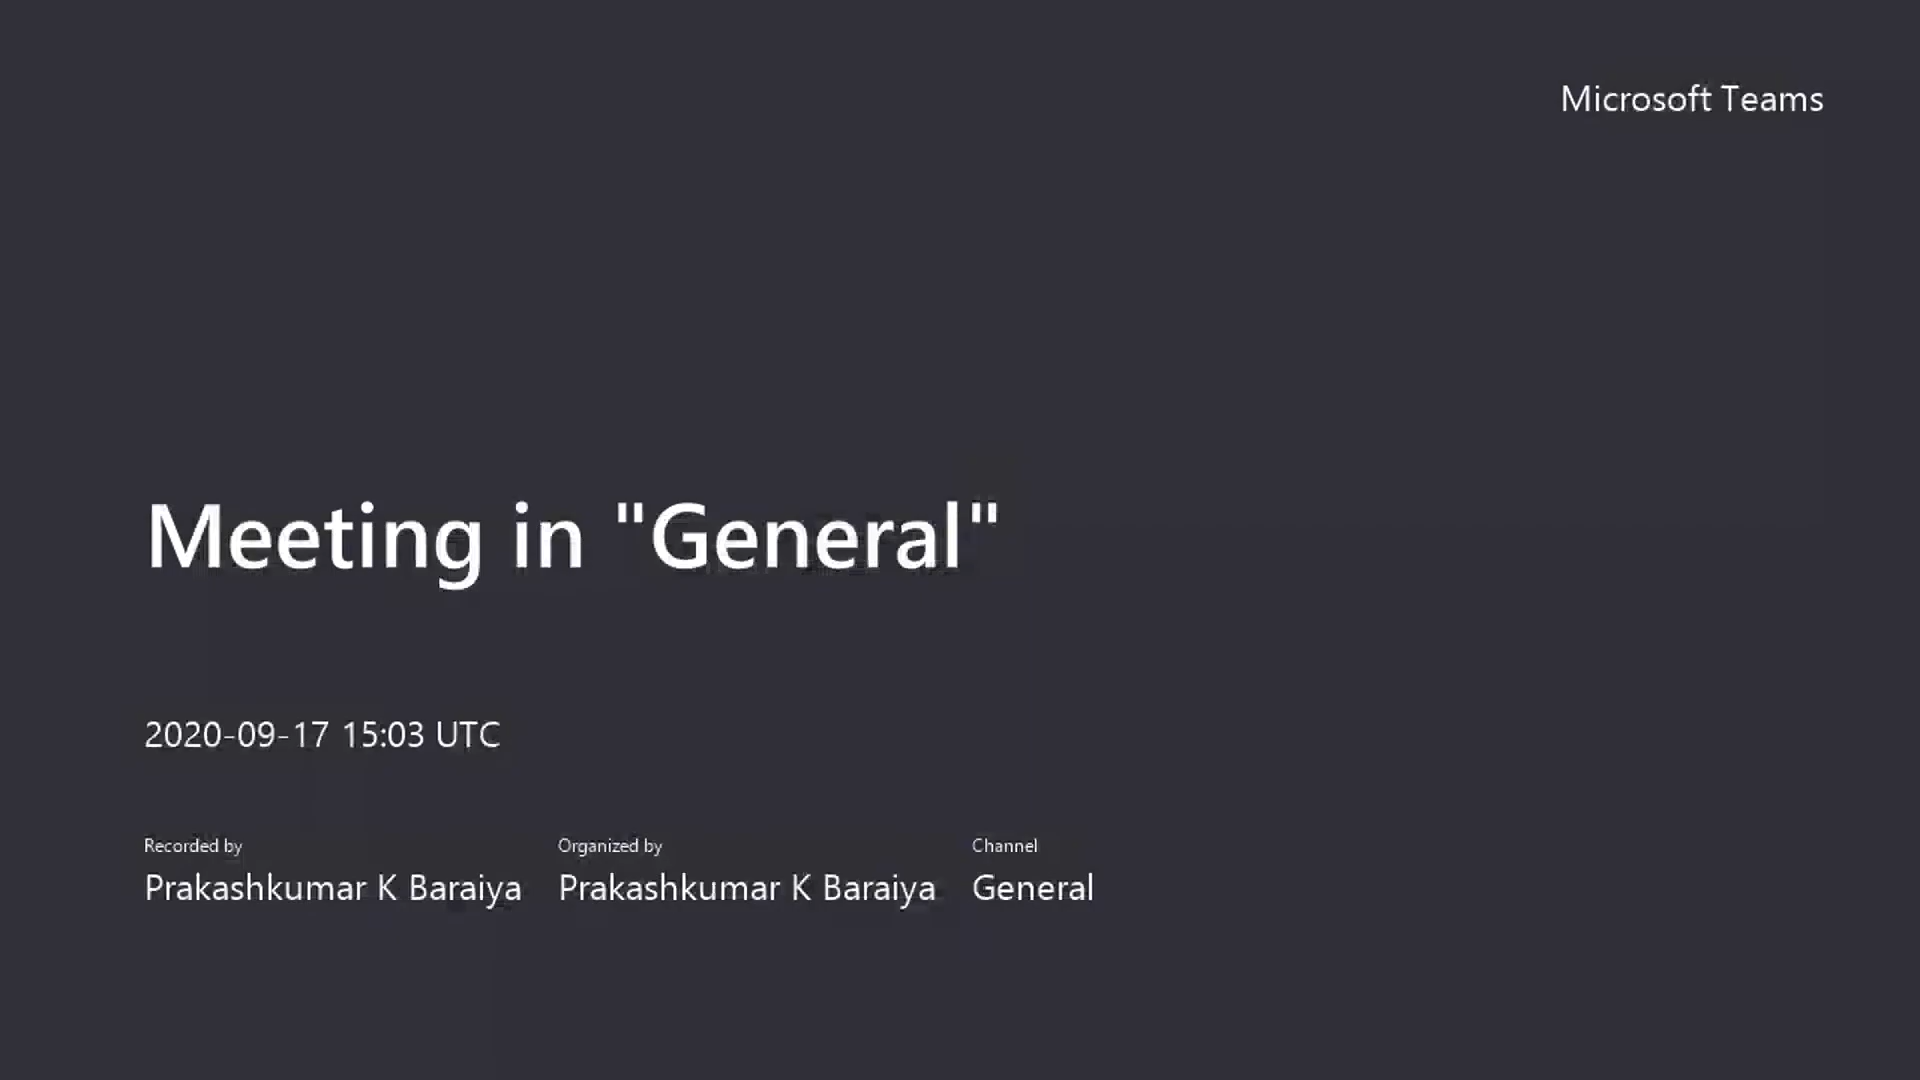 Microsoft Teams
Meeting in "General"
2020-09-17 15:03 UTC
Recorded by Organized by Channel
Prakashkumar K Baraiya Prakashkumar K Baraiya General